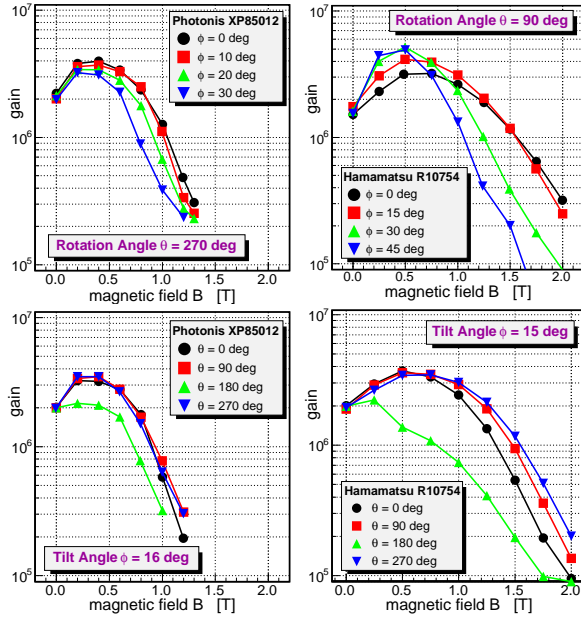 10^7
10^6
10^5
gain
Photonis XP85012
ϕ = 0 deg
ϕ = 10 deg
ϕ = 20 deg
ϕ = 30 deg
Rotation Angle θ = 270 deg
0.0 0.5 1.0 1.5 2.0
magnetic field B [T]
10^7
10^6
10^5
gain
Rotation Angle θ = 90 deg
Hamamatsu R10754
ϕ = 0 deg
ϕ = 15 deg
ϕ = 30 deg
ϕ = 45 deg
0.0 0.5 1.0 1.5 2.0
magnetic field B [T]
10^7
10^6
10^5
gain
Photonis XP85012
θ = 0 deg
θ = 90 deg
θ = 180 deg
θ = 270 deg
Tilt Angle ϕ = 16 deg
0.0 0.5 1.0 1.5 2.0
magnetic field B [T]
10^7
10^6
10^5
gain
Tilt Angle ϕ = 15 deg
Hamamatsu R10754
θ = 0 deg
θ = 90 deg
θ = 180 deg
θ = 270 deg
0.0 0.5 1.0 1.5 2.0
magnetic field B [T]